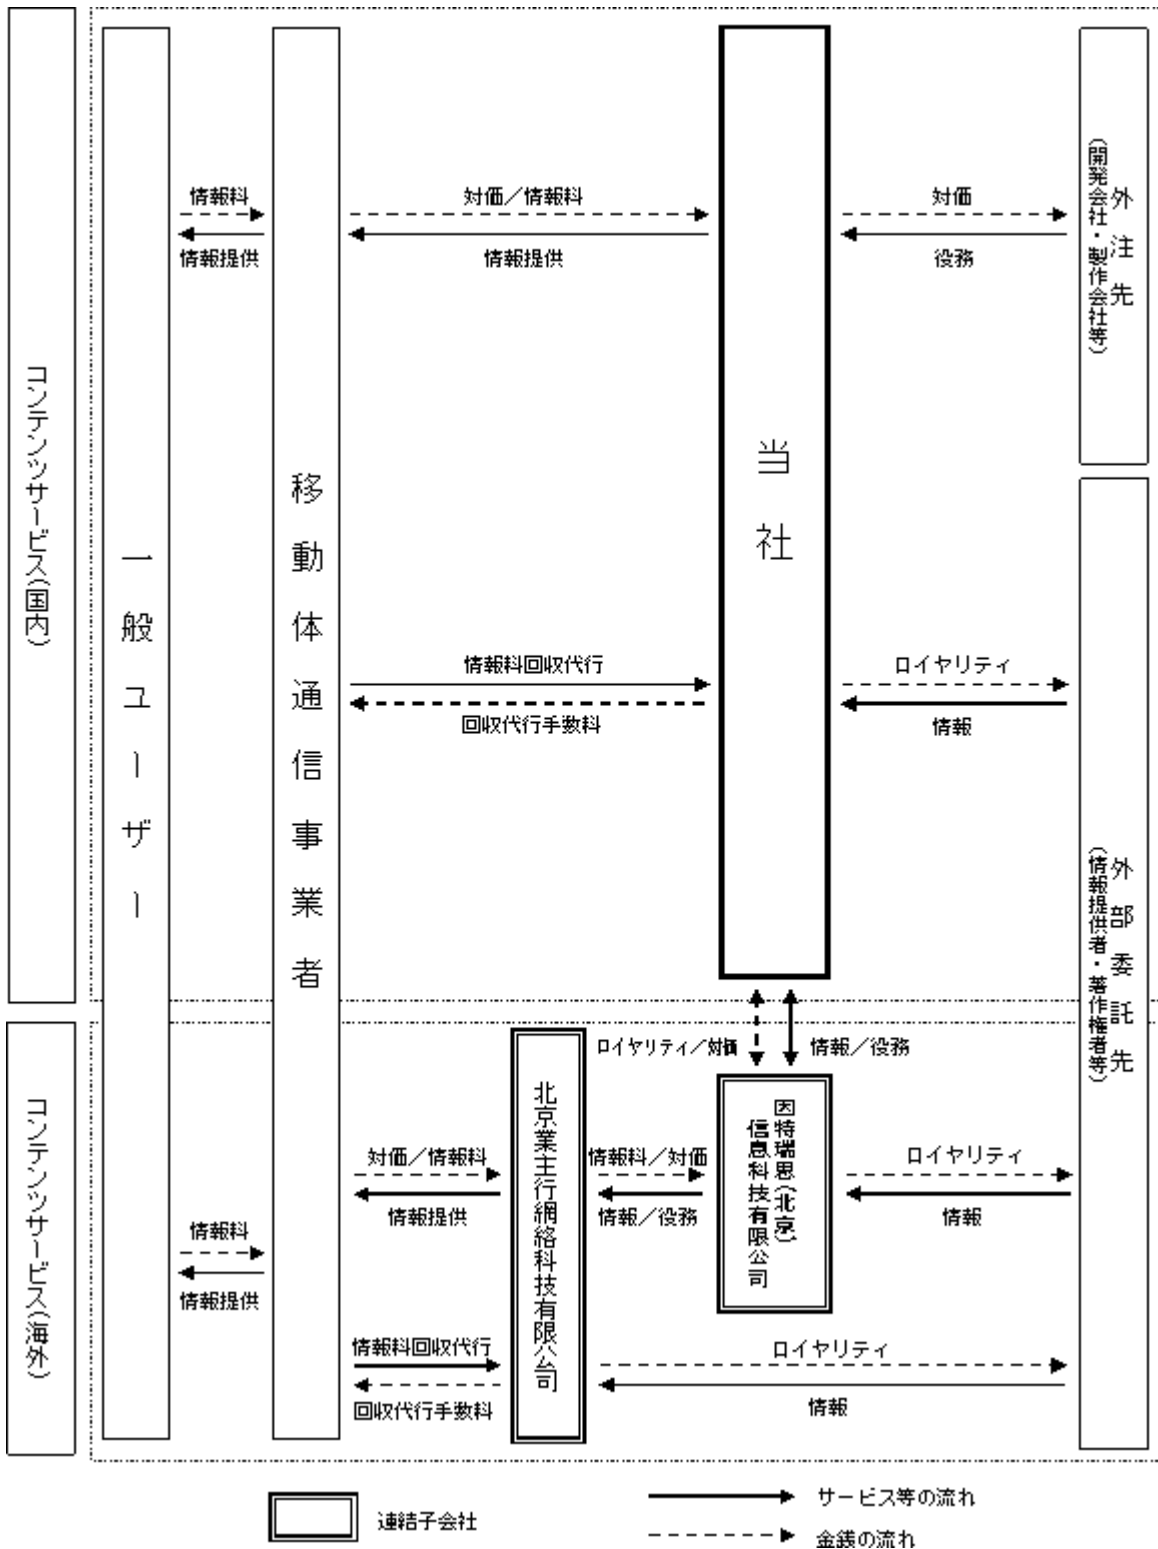 コンテンツサービス(国内)
一般ユーザー
移動体通信事業者
当社
外注先
(開発会社・製作会社等)
情報料
情報提供
対価／情報料
情報提供
対価
役務
情報料回収代行
回収代行手数料
ロイヤリティ
情報
外部委託先
(情報提供者・著作権者等)
コンテンツサービス(海外)
ロイヤリティ／対価
情報／役務
北京業主行網絡科技有限公司
因特瑞思(北京)
信息科技有限公司
対価／情報料
情報提供
情報料／対価
情報／役務
ロイヤリティ
情報
情報料
情報提供
情報料回収代行
回収代行手数料
ロイヤリティ
情報
連結子会社
サービス等の流れ
金銭の流れ